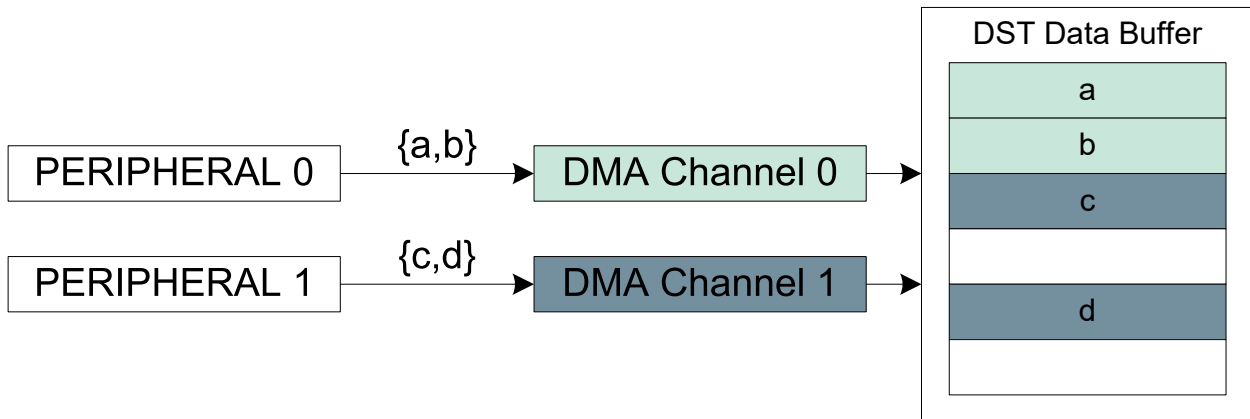 DST Data Buffer
a
b
c
d
PERIPHERAL 0
{a,b}
DMA Channel 0
PERIPHERAL 1
{c,d}
DMA Channel 1